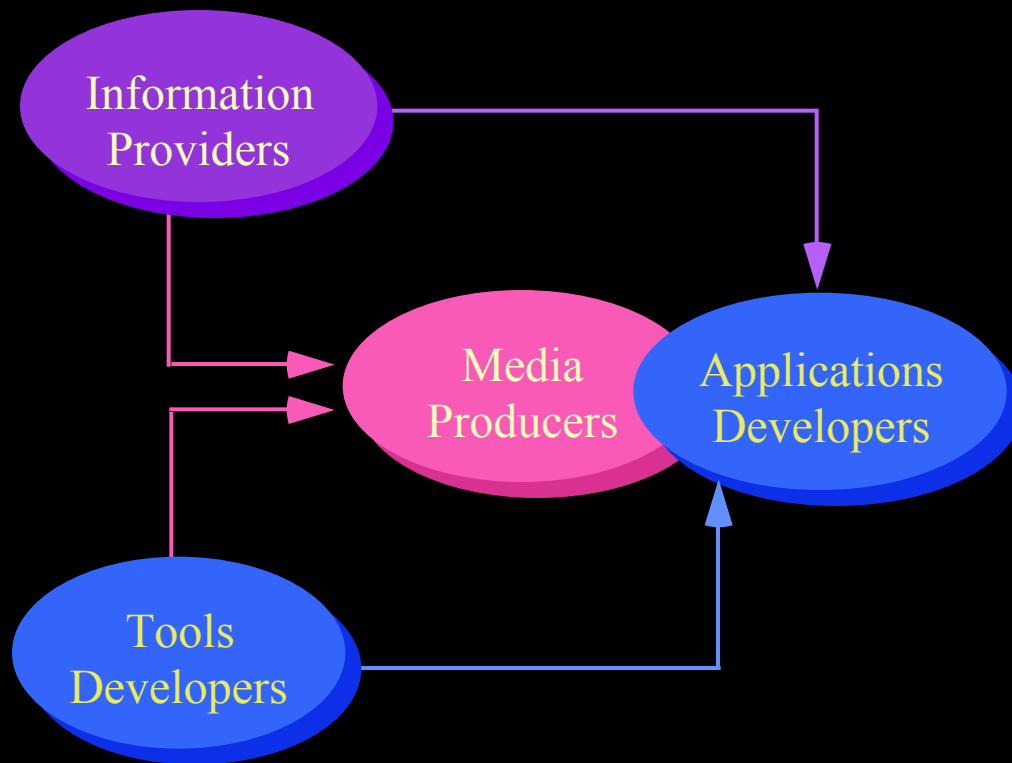 Information
Providers
Media
Producers
Applications
Developers
Tools
Developers